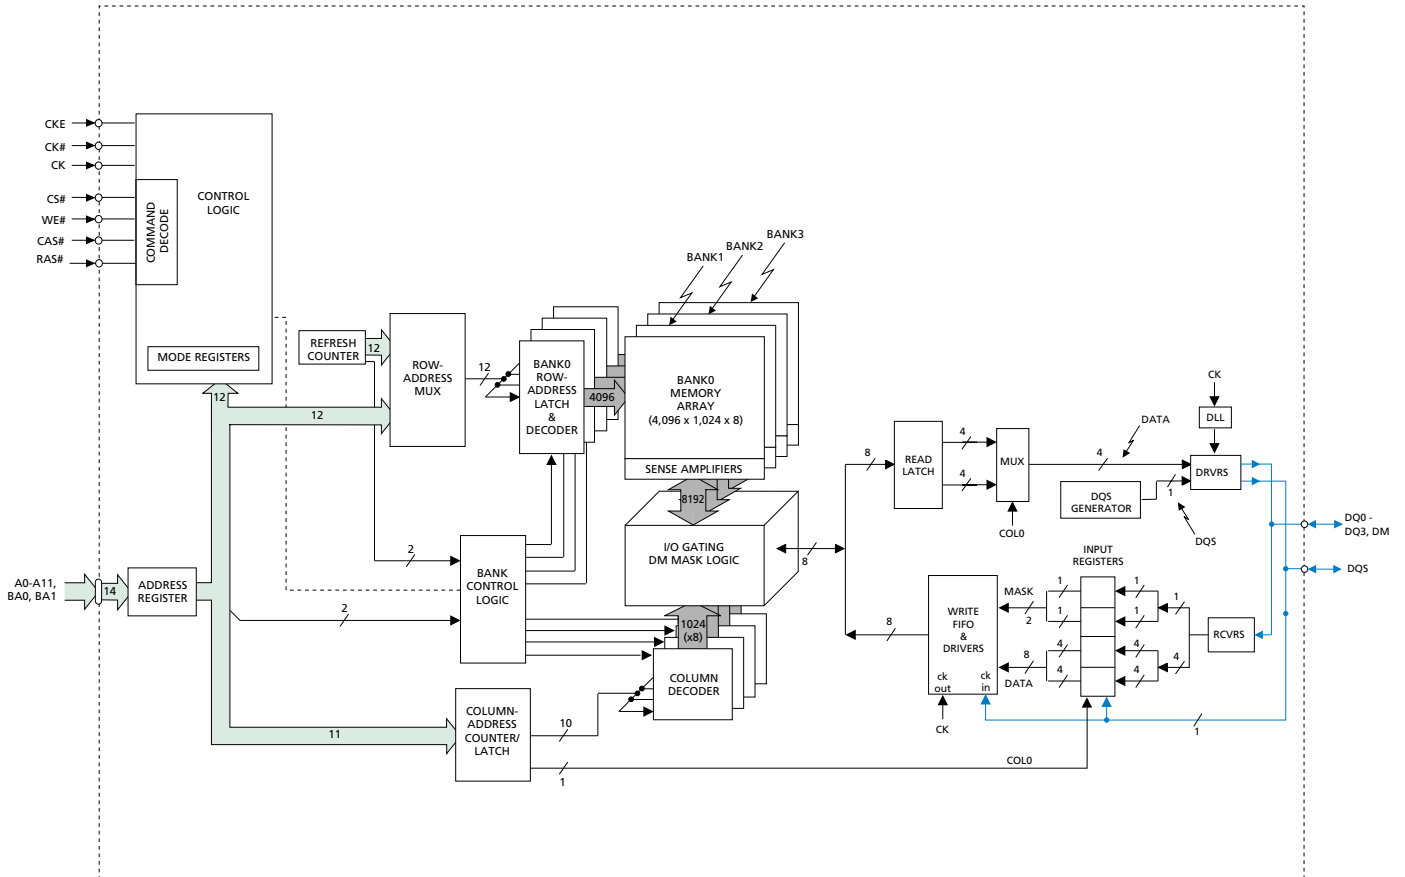 CKE
CK#
CK
CS#
WE#
CAS#
RAS#
COMMAND
DECODE
CONTROL
LOGIC
MODE REGISTERS
REFRESH
COUNTER
12
12
12
ROW-
ADDRESS
MUX
12
BANK0
ROW-
ADDRESS
LATCH
&
DECODER
4096
BANK1
BANK2
BANK3
BANK0
MEMORY
ARRAY
(4,096 x 1,024 x 8)
SENSE AMPLIFIERS
8192
I/O GATING
DM MASK LOGIC
8
1024
(x8)
COLUMN
DECODER
A0-A11,
BA0, BA1
14
ADDRESS
REGISTER
2
2
BANK
CONTROL
LOGIC
11
COLUMN-
ADDRESS
COUNTER/
LATCH
10
1
COL0
8
READ
LATCH
4
4
MUX
COL0
4
DATA
CK
DLL
DRVRS
DQS
GENERATOR
1
DQS
DQ0 -
DQ3, DM
DQS
INPUT
REGISTERS
8
WRITE
FIFO
&
DRIVERS
ck
out
ck
in
CK
MASK
2
8
DATA
1
1
4
4
1
1
4
4
1
4
RCVRS
1